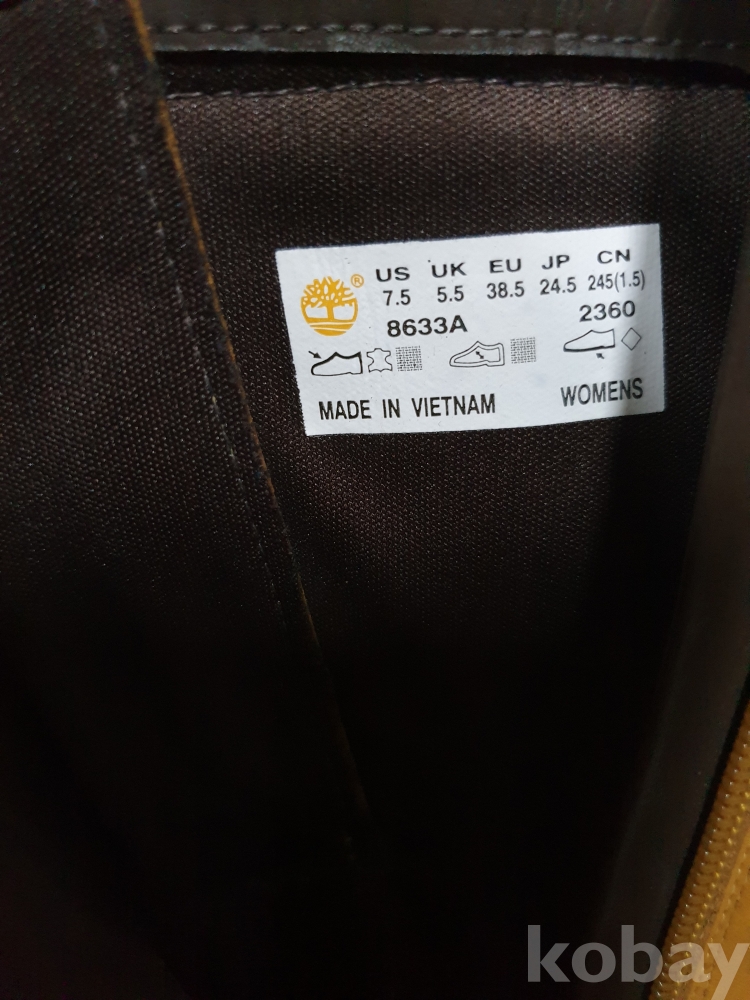 US UK EU JP CN
7.5 5.5 38.5 24.5 245(1.5)
8633A 2360
MADE IN VIETNAM WOMENS
®
kobay